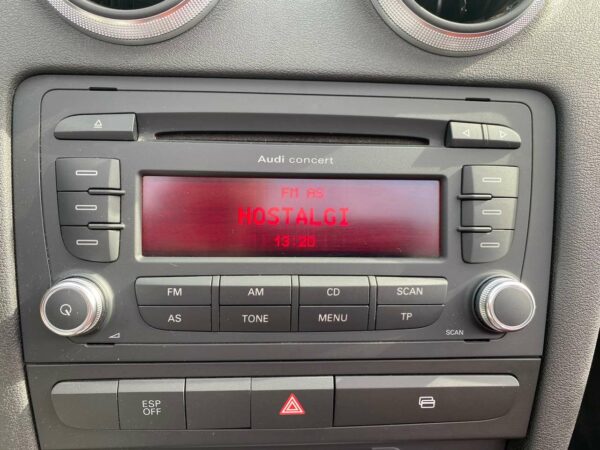 Audi concert
FM AS
NOSTALGI
13:20
FM AM CD SCAN
AS TONE MENU TP
SCAN
ESP
OFF